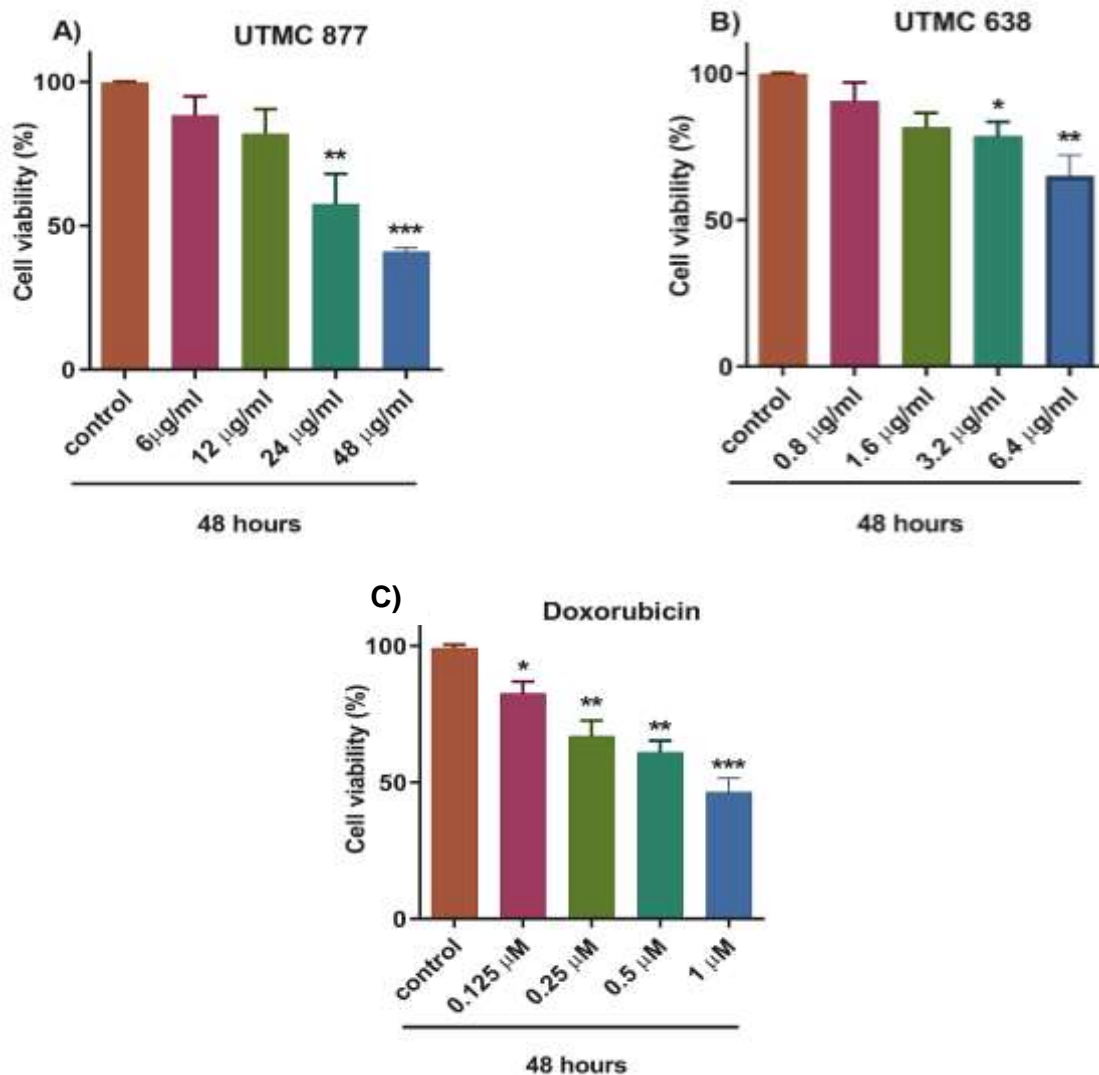 A)
UTMC 877
Cell viability (%)
100
50
0
**
***
control
6μg/ml
12 μg/ml
24 μg/ml
48 μg/ml
48 hours
B)
UTMC 638
Cell viability (%)
100
50
0
*
**
control
0.8 μg/ml
1.6 μg/ml
3.2 μg/ml
6.4 μg/ml
48 hours
C)
Doxorubicin
Cell viability (%)
100
50
0
*
**
**
***
control
0.125 μM
0.25 μM
0.5 μM
1 μM
48 hours